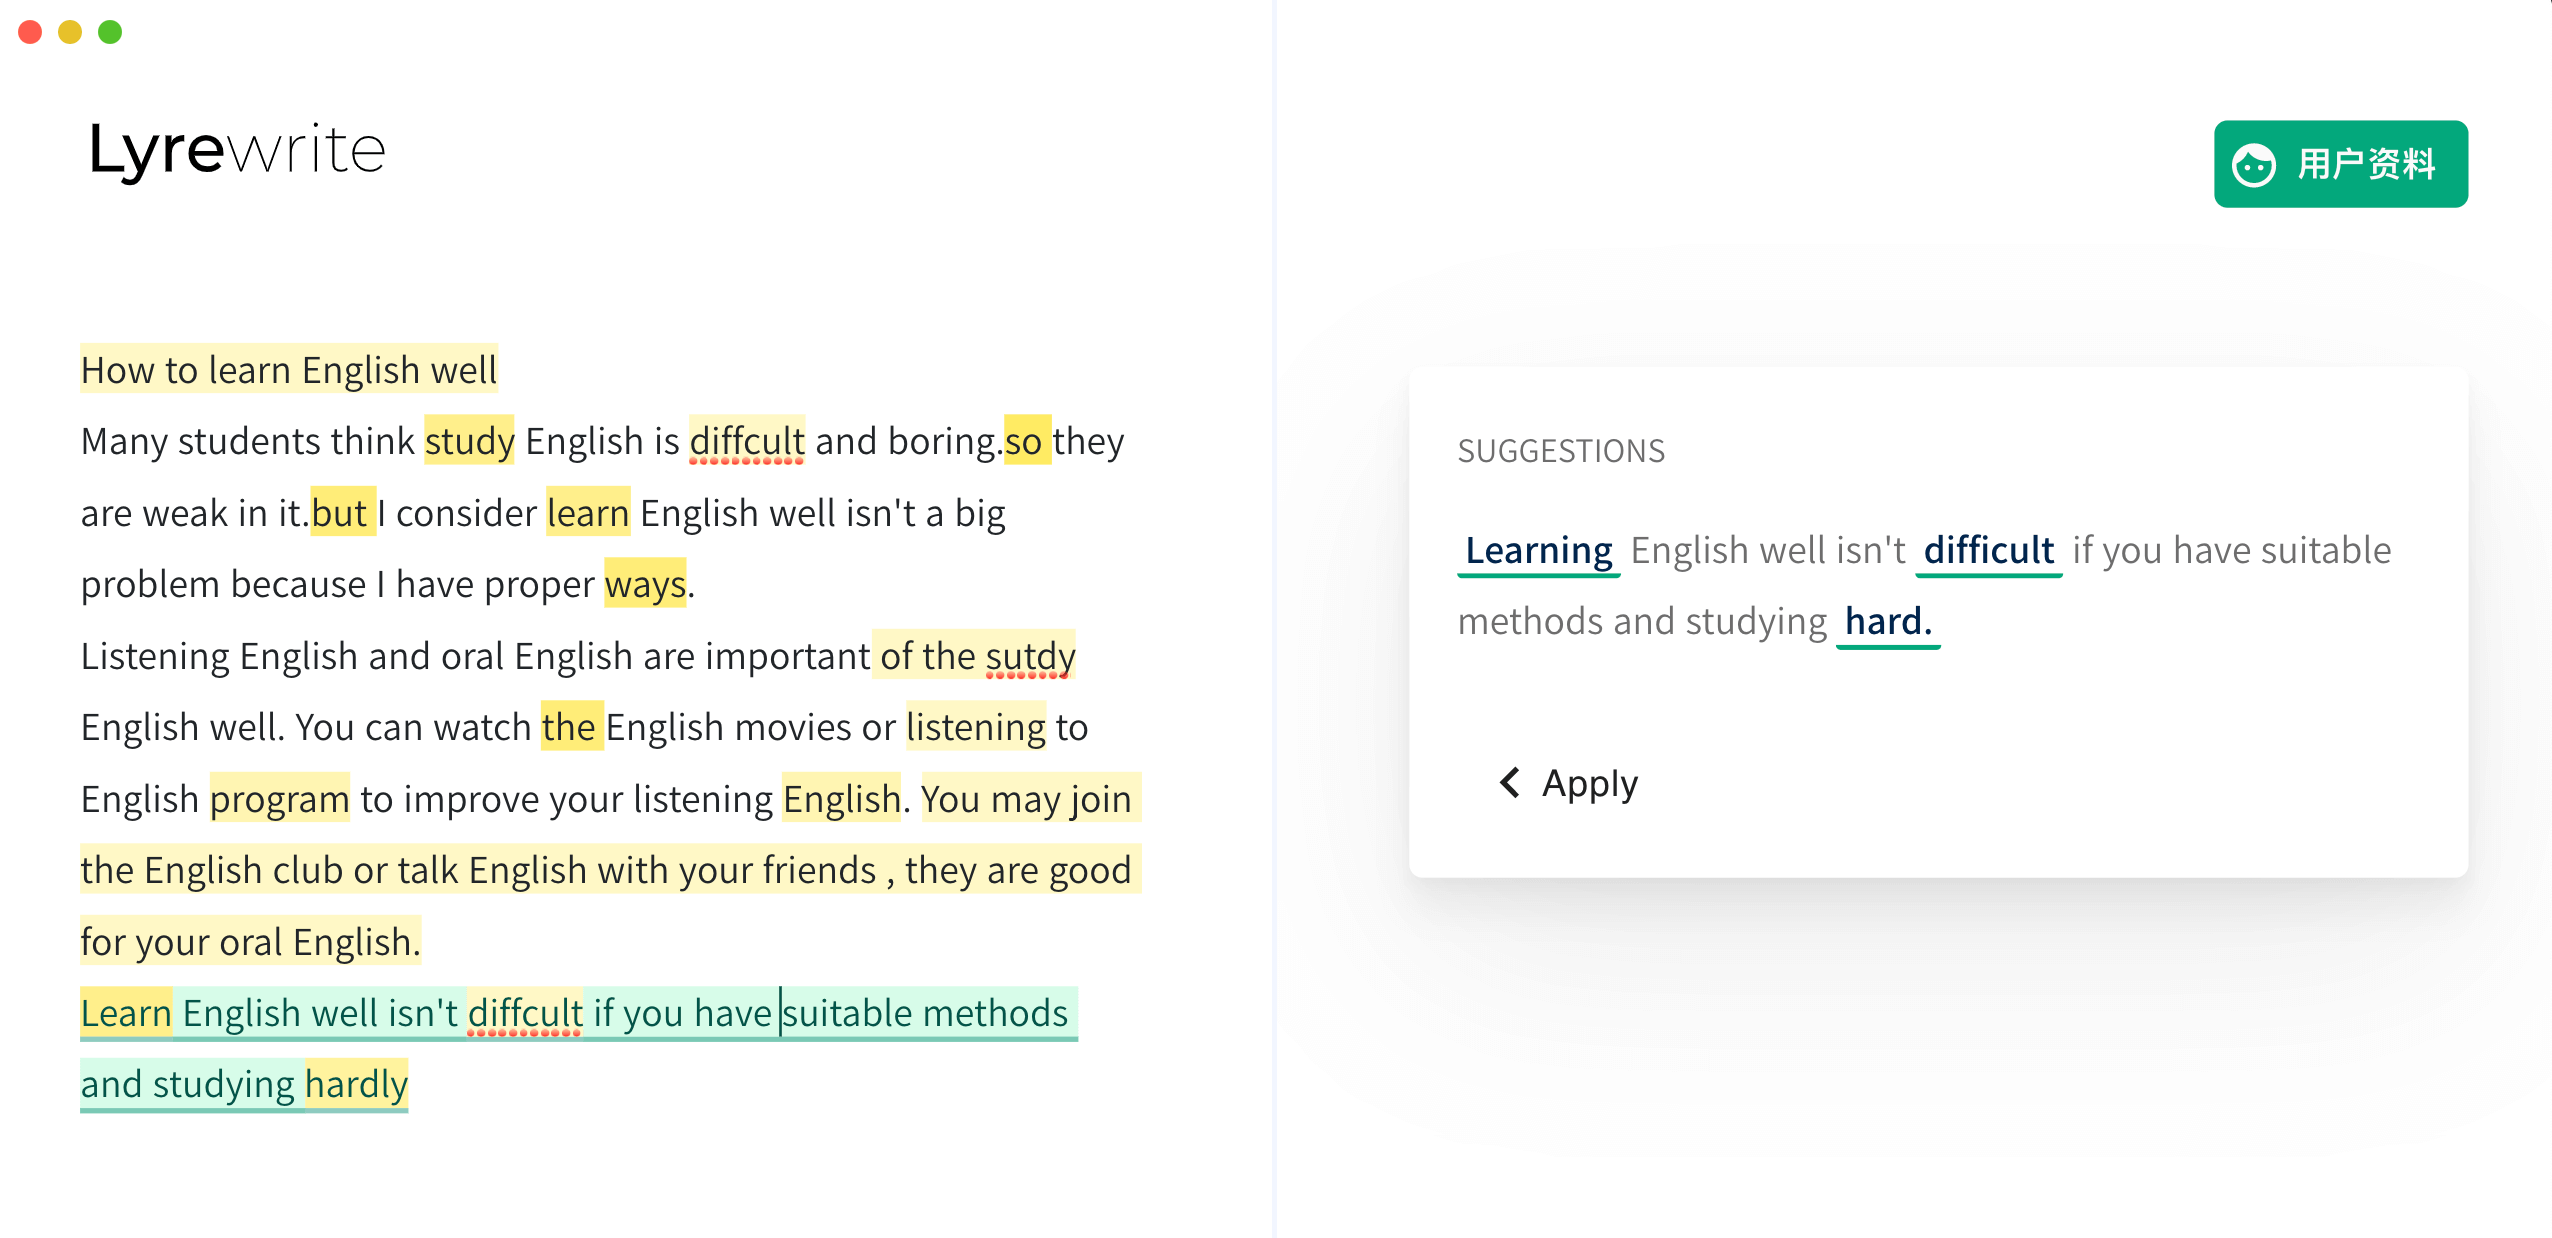 Lyrewrite
用户资料
How to learn English well
Many students think study English is diffcult and boring.so they
are weak in it.but I consider learn English well isn't a big
problem because I have proper ways.
Listening English and oral English are important of the sutdy
English well. You can watch the English movies or listening to
English program to improve your listening English. You may join
the English club or talk English with your friends , they are good
for your oral English.
Learn English well isn't diffcult if you have suitable methods
and studying hardly
SUGGESTIONS
Learning English well isn't difficult if you have suitable
methods and studying hard.
Apply